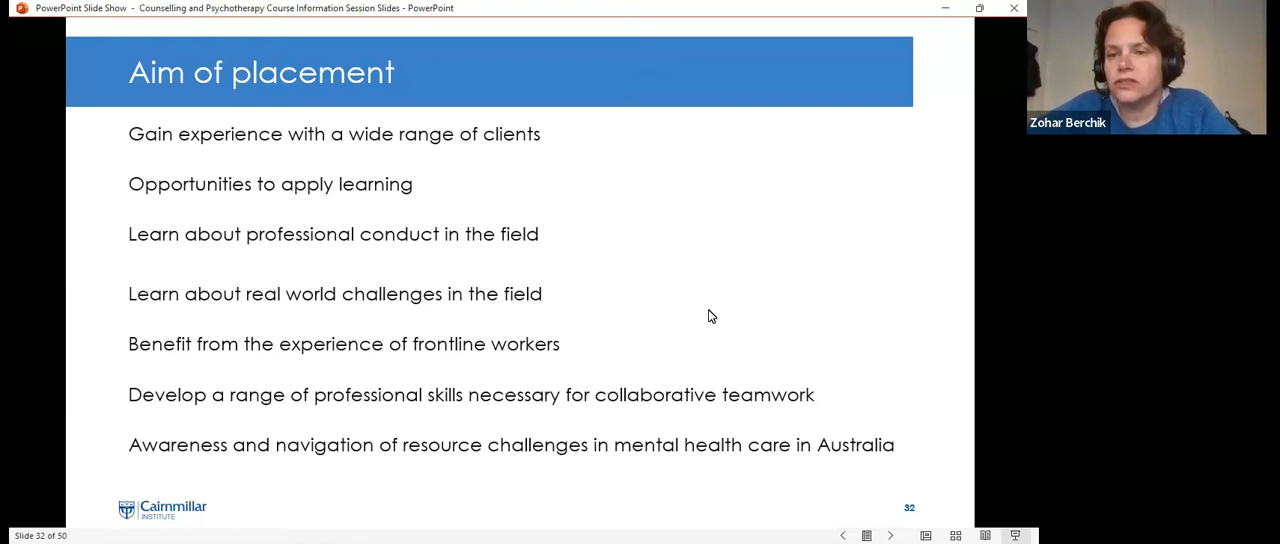 PowerPoint Slide Show - Counselling and Psychotherapy Course Information Session Slides - PowerPoint
Aim of placement
Gain experience with a wide range of clients
Opportunities to apply learning
Learn about professional conduct in the field
Learn about real world challenges in the field
Benefit from the experience of frontline workers
Develop a range of professional skills necessary for collaborative teamwork
Awareness and navigation of resource challenges in mental health care in Australia
Cairnmillar
INSTITUTE
32
Slide 32 of 50
Zohar Berchik